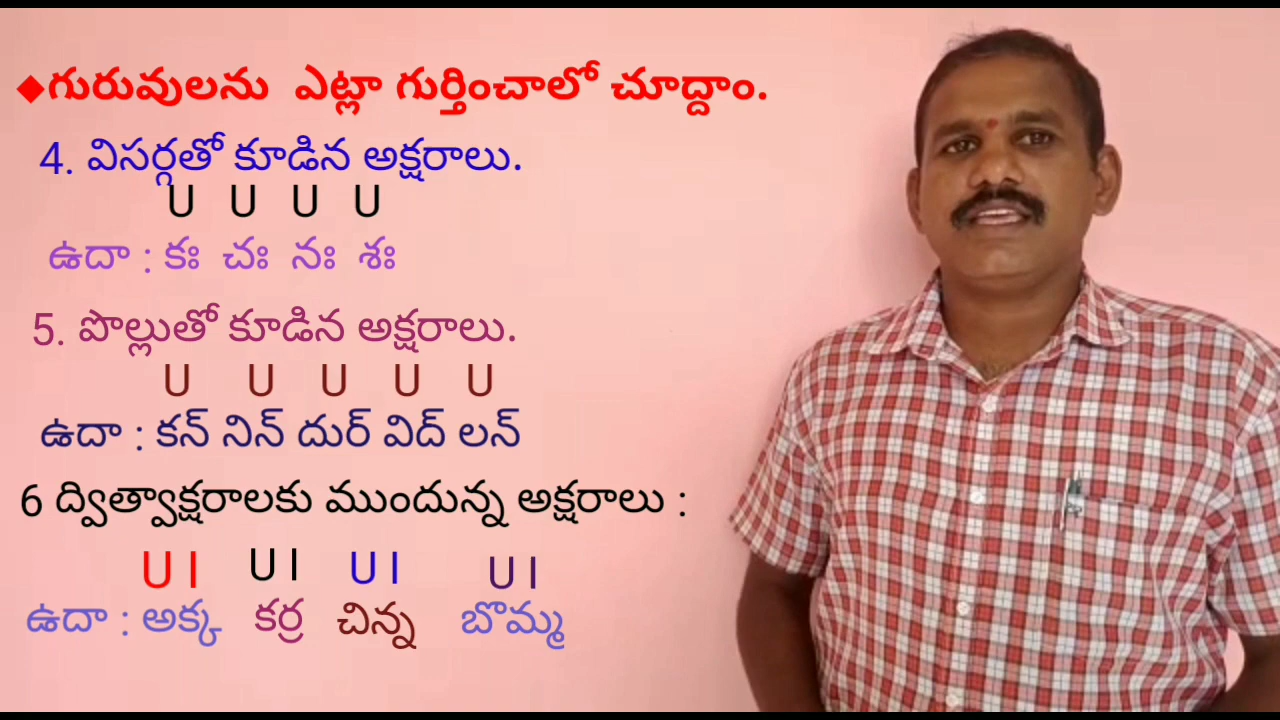 ◆గురువులను ఎట్లా గుర్తించాలో చూద్దాం.
4. విసర్గతో కూడిన అక్షరాలు.
U U U U
ఉదా : కః చః నః శః
5. పొల్లుతో కూడిన అక్షరాలు.
U U U U U
ఉదా : కన్ నిన్ దుర్ విద్ లన్
6 ద్విత్వాక్షరాలకు ముందున్న అక్షరాలు :
U I U I U I U I
ఉదా : అక్క కర్ర చిన్న బొమ్మ